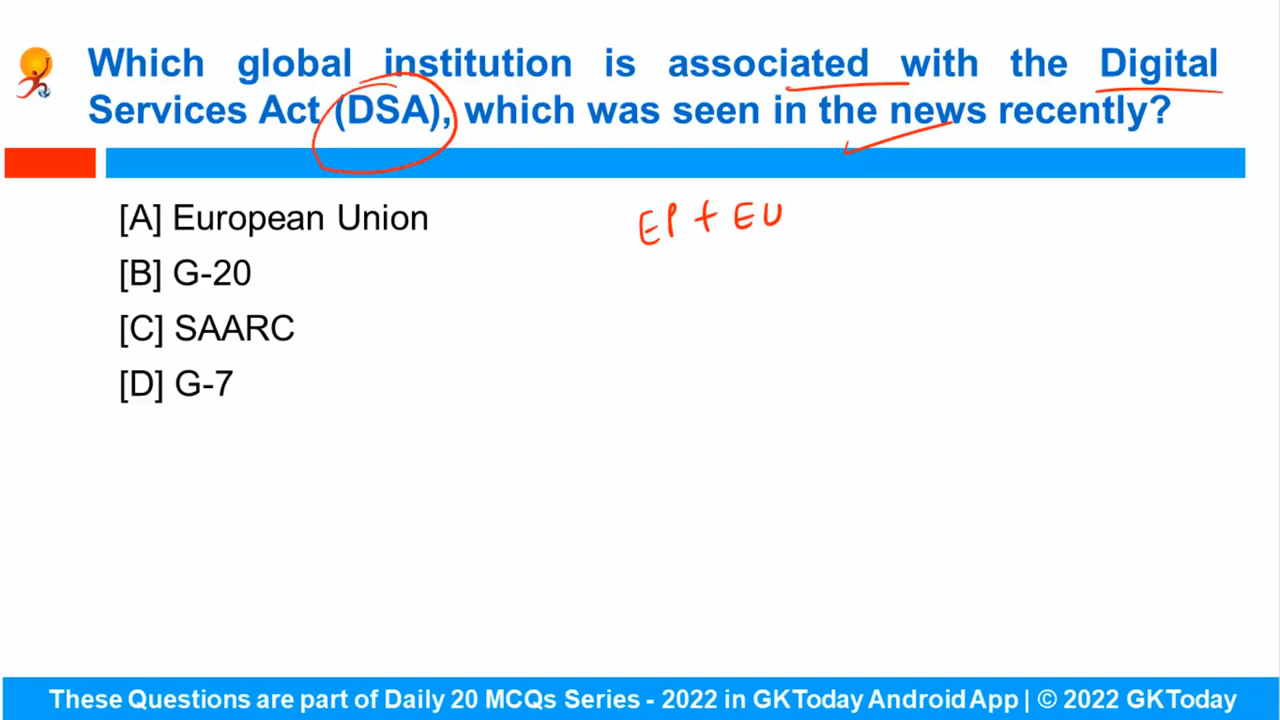 Which global institution is associated with the Digital
Services Act (DSA), which was seen in the news recently?
[A] European Union
EP + EU
[B] G-20
[C] SAARC
[D] G-7
These Questions are part of Daily 20 MCQs Series - 2022 in GKToday Android App | © 2022 GKToday